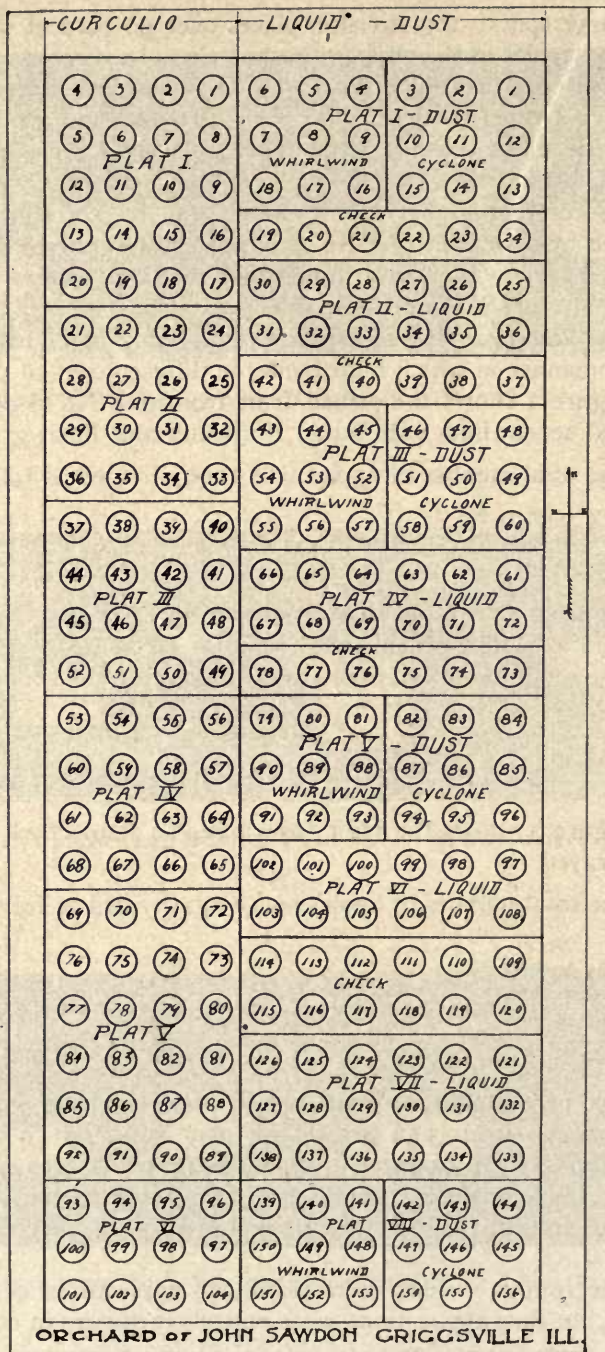 CURCULIO LIQUID - DUST
4 3 2 1 6 5 4 3 2 1
PLAT I - DUST
5 6 7 8 7 8 9 10 11 12
PLAT I.
WHIRLWIND CYCLONE
12 11 10 9 18 17 16 15 14 13
CHECK
13 14 15 16 19 20 21 22 23 24
20 19 18 17 30 29 28 27 26 25
PLAT II - LIQUID
21 22 23 24 31 32 33 34 35 36
CHECK
28 27 26 25 42 41 40 39 38 37
PLAT II
29 30 31 32 43 44 45 46 47 48
PLAT III - DUST
36 35 34 33 54 53 52 51 50 49
WHIRLWIND CYCLONE
37 38 39 40 55 56 57 58 59 60
44 43 42 41 66 65 64 63 62 61
PLAT III PLAT IV - LIQUID
45 46 47 48 67 68 69 70 71 72
CHECK
52 51 50 49 78 77 76 75 74 73
53 54 55 56 79 80 81 82 83 84
PLAT V - DUST
60 59 58 57 90 89 88 87 86 85
PLAT IV WHIRLWIND CYCLONE
61 62 63 64 91 92 93 94 95 96
68 67 66 65 102 101 100 99 98 97
PLAT VI - LIQUID
69 70 71 72 103 104 105 106 107 108
76 75 74 73 114 113 112 111 110 109
CHECK
77 78 79 80 115 116 117 118 119 120
PLAT V
84 83 82 81 126 125 124 123 122 121
PLAT VII - LIQUID
85 86 87 88 127 128 129 130 131 132
91 90 89 138 137 136 135 134 133
93 94 95 96 139 140 141 142 143 144
PLAT VI PLAT VIII - DUST
100 99 98 97 150 149 148 147 146 145
WHIRLWIND CYCLONE
101 102 103 104 151 152 153 154 155 156
ORCHARD OF JOHN SAWDON GRIGGSVILLE ILL.